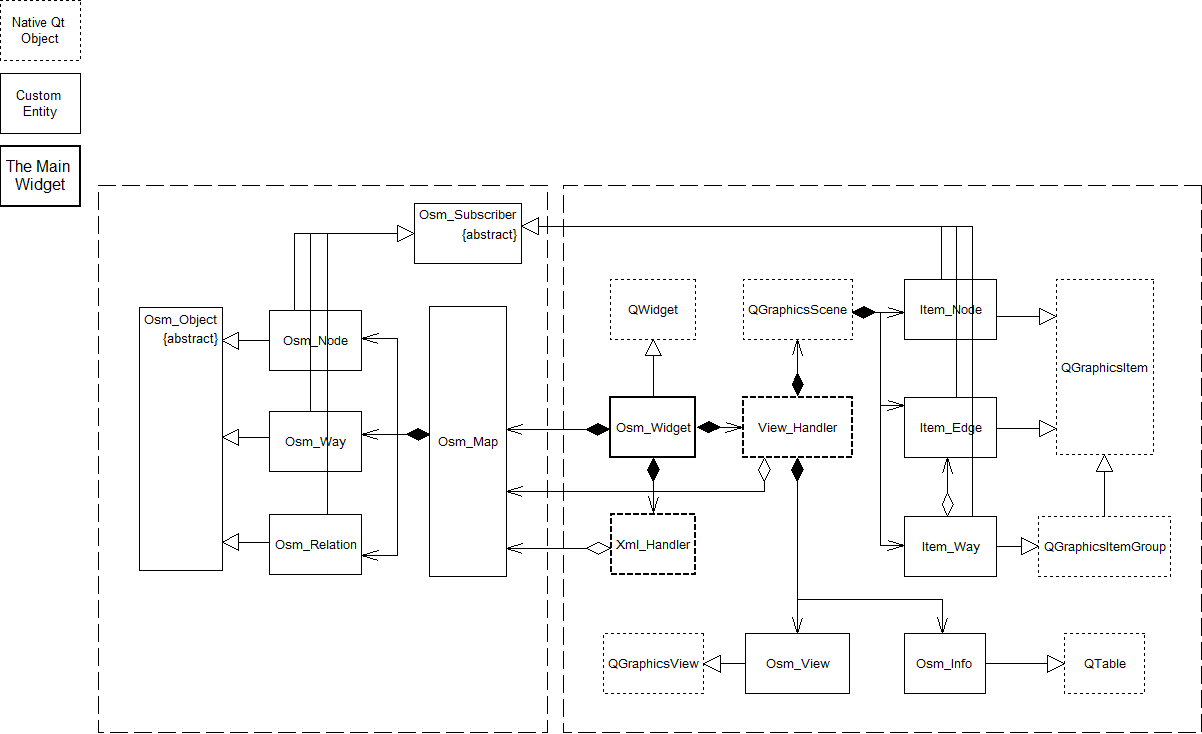 Native Qt
Object
Custom
Entity
The Main
Widget
Osm_Subscriber
{abstract}
Osm_Object
{abstract}
Osm_Node
Osm_Way
Osm_Relation
Osm_Map
QWidget
QGraphicsScene
Item_Node
QGraphicsItem
Osm_Widget
View_Handler
Item_Edge
Xml_Handler
Item_Way
QGraphicsItemGroup
QGraphicsView
Osm_View
Osm_Info
QTable